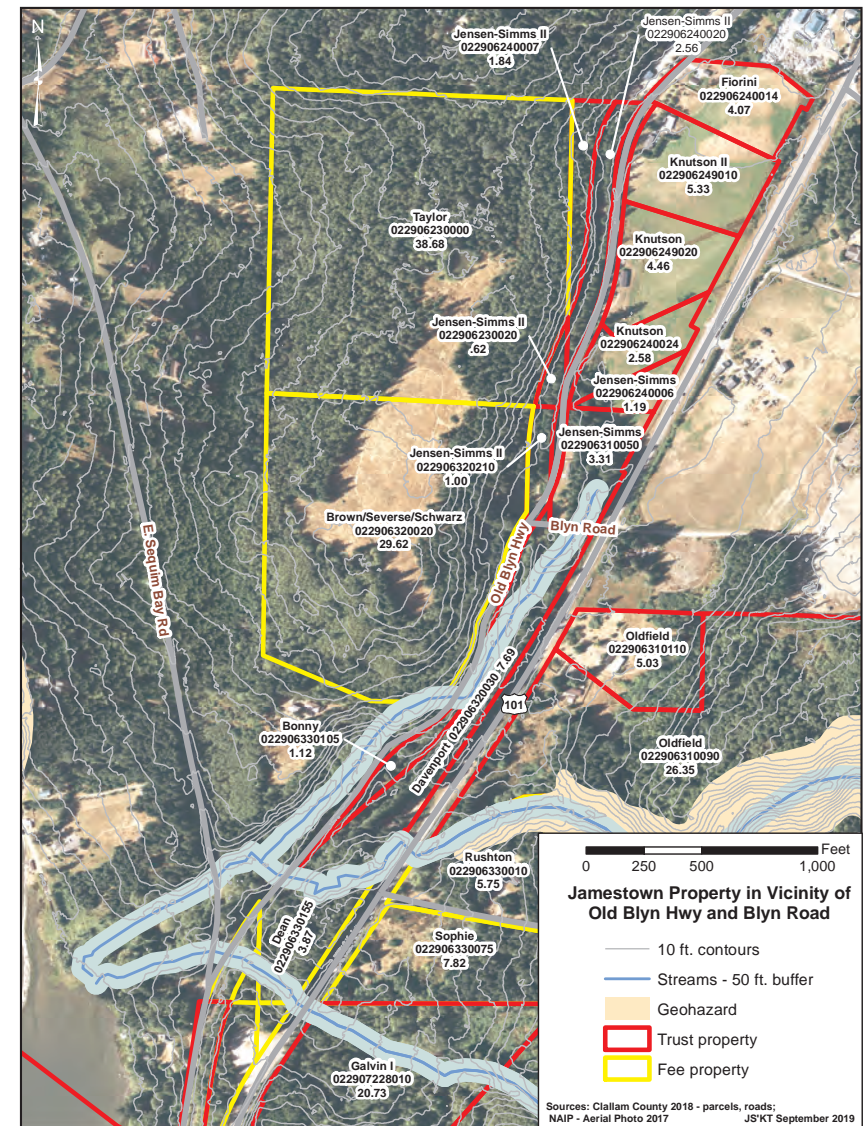 N
Jensen-Simms II
022906240007
1.84
Jensen-Simms II
022906240020
2.56
Fiorini
022906240014
4.07
Knutson II
022906249010
5.33
Taylor
022906230000
38.68
Knutson
022906249020
4.46
Jensen-Simms II
022906230020
.62
Knutson
022906240024
2.58
Jensen-Simms
022906240006
1.19
Jensen-Simms II
022906320210
1.00
Jensen-Simms
022906310050
3.31
Brown/Severse/Schwarz
022906320020
29.62
Blyn Road
Old Blyn Hwy
E. Sequim Bay Rd
Oldfield
022906310110
5.03
Davenport 022906320030 7.69
101
Bonny
022906330105
1.12
Oldfield
022906310090
26.35
Rushton
022906330010
5.75
Dean
022906330155
3.87
Sophie
022906330075
7.82
Galvin I
022907228010
20.73
Feet
0 250 500 1,000
Jamestown Property in Vicinity of
Old Blyn Hwy and Blyn Road
10 ft. contours
Streams - 50 ft. buffer
Geohazard
Trust property
Fee property
Sources: Clallam County 2018 - parcels, roads;
NAIP - Aerial Photo 2017 JS'KT September 2019